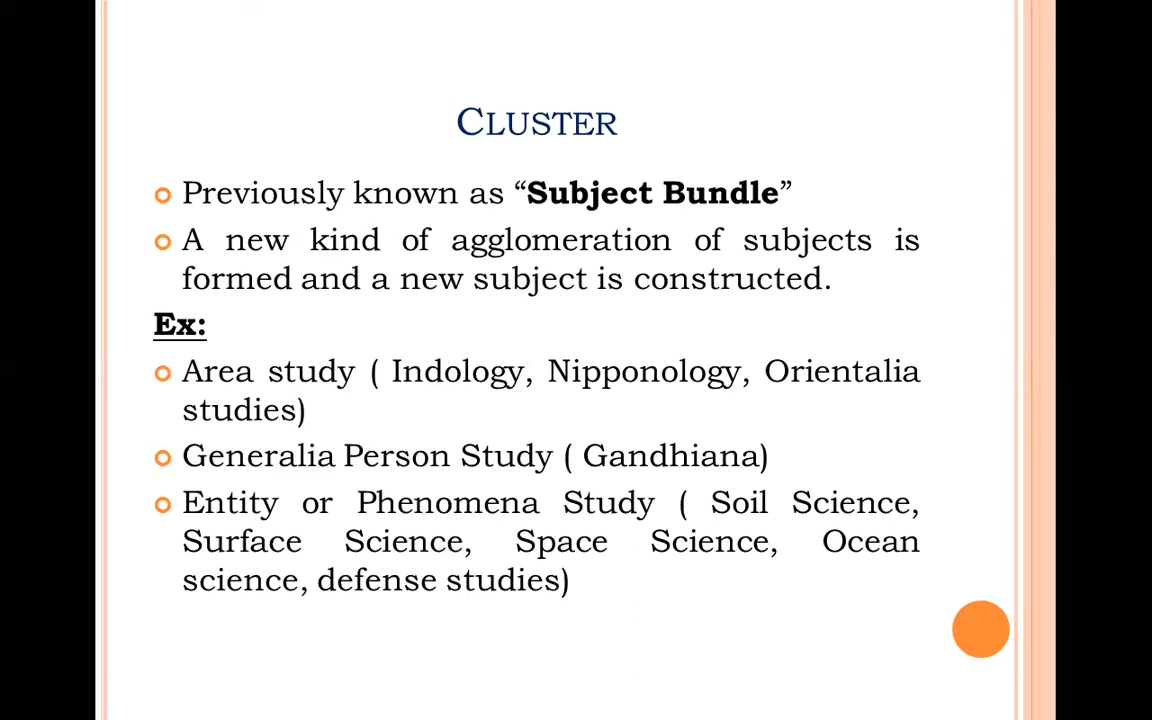 CLUSTER
Previously known as “Subject Bundle”
A new kind of agglomeration of subjects is
formed and a new subject is constructed.
Ex:
Area study ( Indology, Nipponology, Orientalia
studies)
Generalia Person Study ( Gandhiana)
Entity or Phenomena Study ( Soil Science,
Surface Science, Space Science, Ocean
science, defense studies)